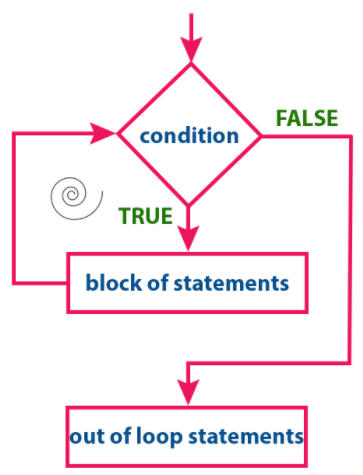 condition
FALSE
TRUE
block of statements
out of loop statements